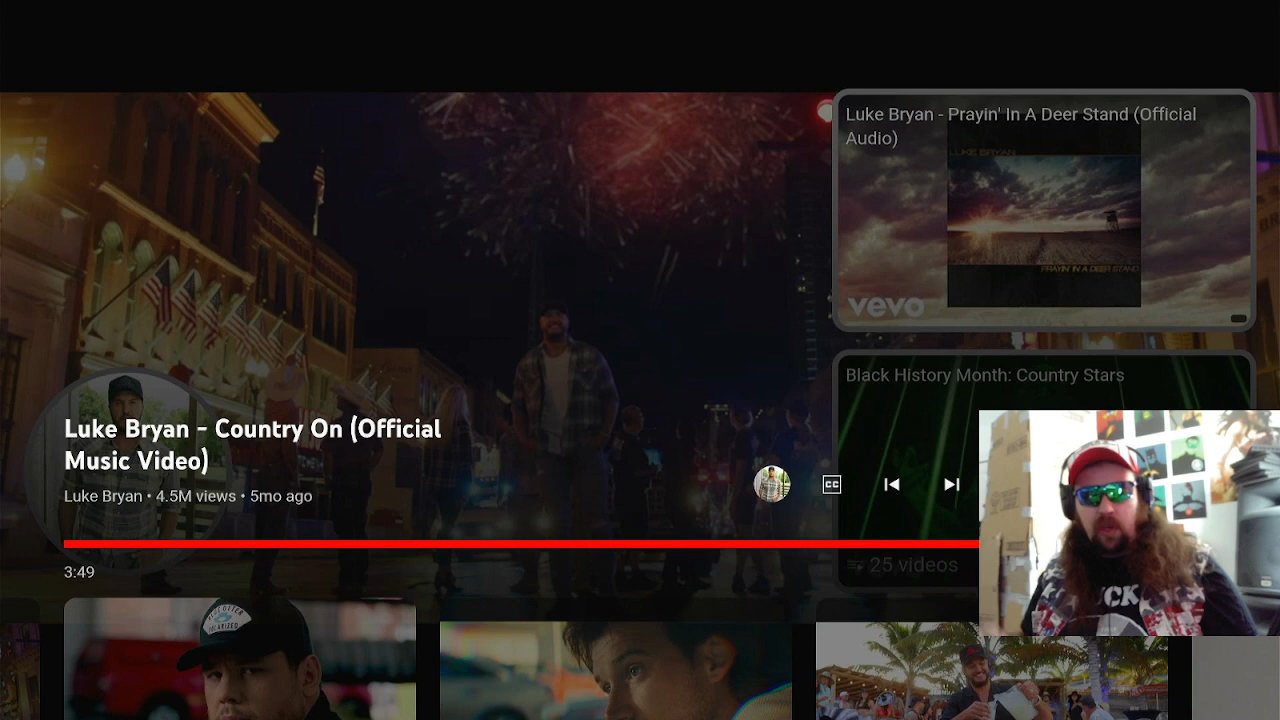 Luke Bryan - Prayin' In A Deer Stand (Official
Audio)
LUKE BRYAN
PRAYIN' IN A DEER STAND
vevo
Black History Month: Country Stars
25 videos
Luke Bryan - Country On (Official
Music Video)
Luke Bryan • 4.5M views • 5mo ago
CC
3:49